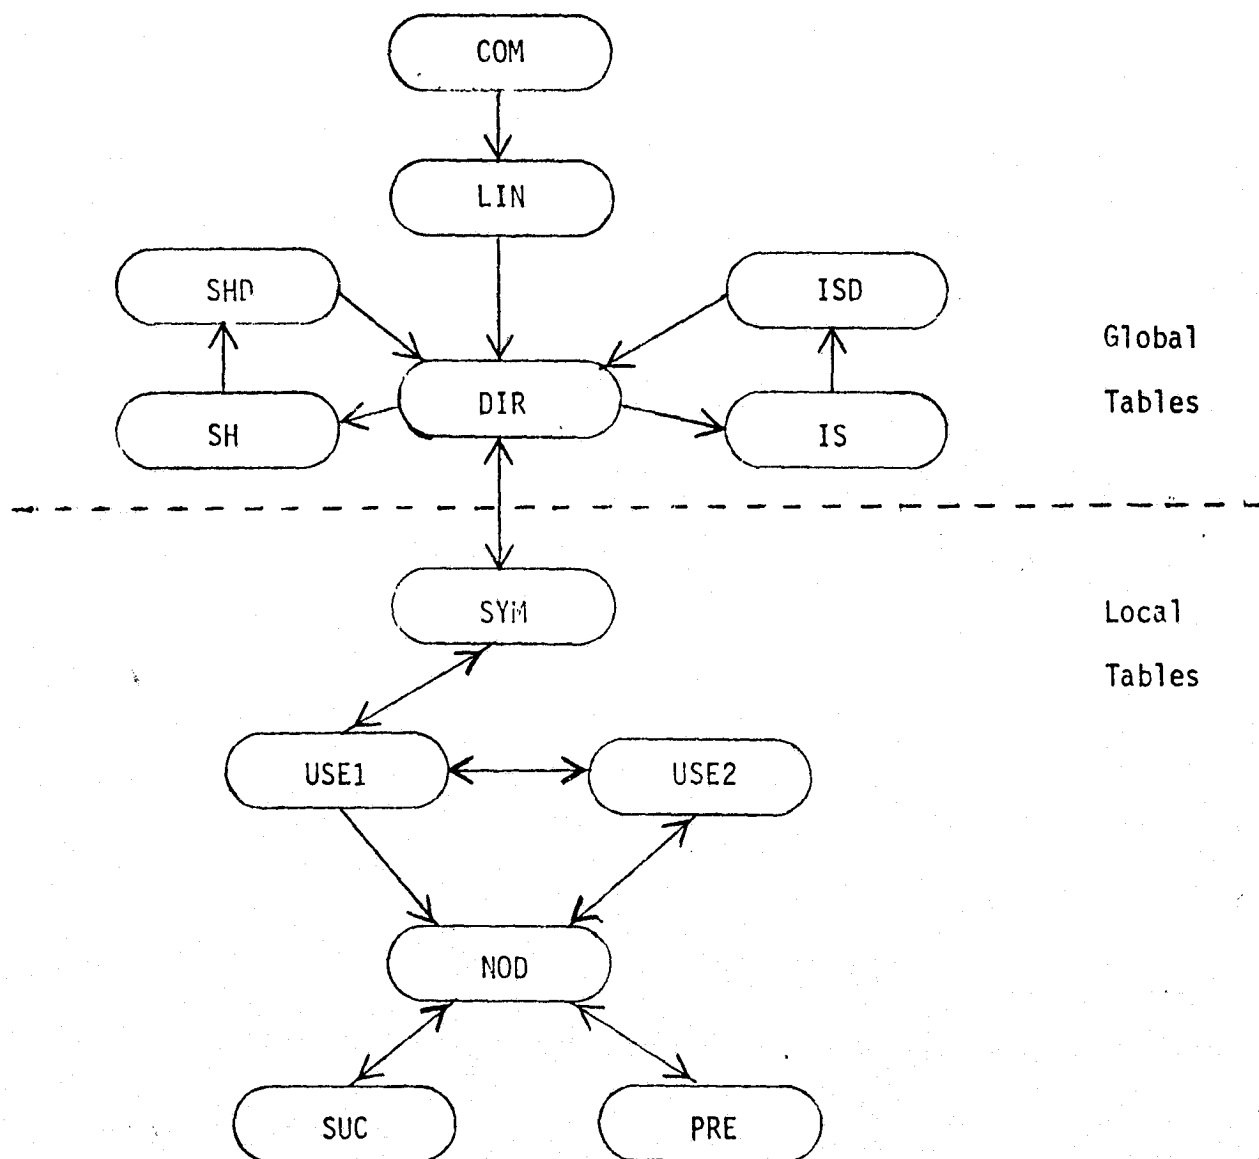 COM
LIN
SHD
ISD
Global
Tables
DIR
SH
IS
SYM
Local
Tables
USE1
USE2
NOD
SUC
PRE